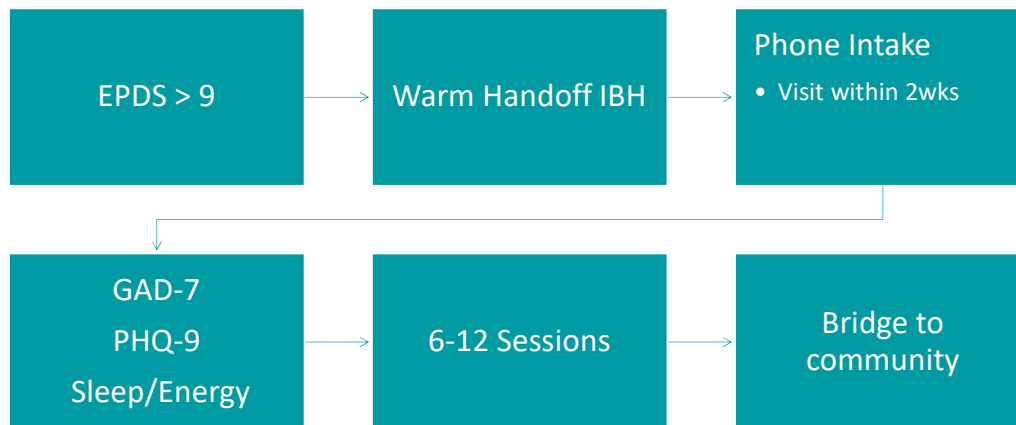 EPDS > 9
Warm Handoff IBH
Phone Intake
• Visit within 2wks
GAD-7
PHQ-9
Sleep/Energy
6-12 Sessions
Bridge to
community